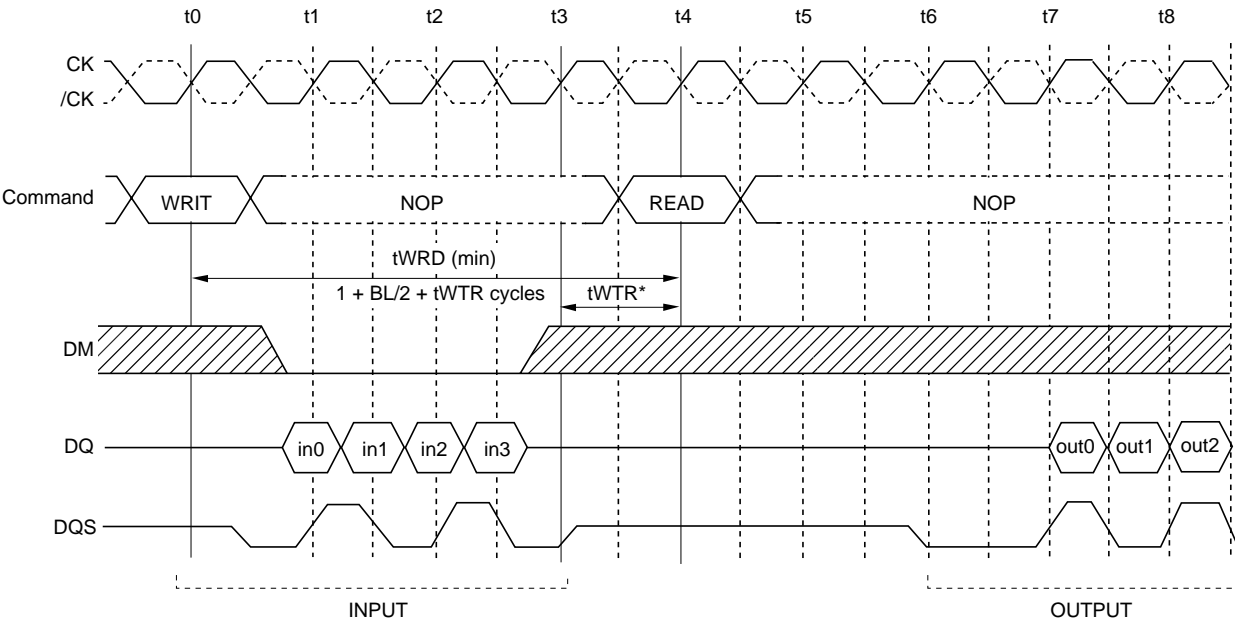 t0 t1 t2 t3 t4 t5 t6 t7 t8
CK
/CK
Command WRIT NOP READ NOP
tWRD (min)
1 + BL/2 + tWTR cycles tWTR*
DM
DQ in0 in1 in2 in3 out0 out1 out2
DQS
INPUT OUTPUT